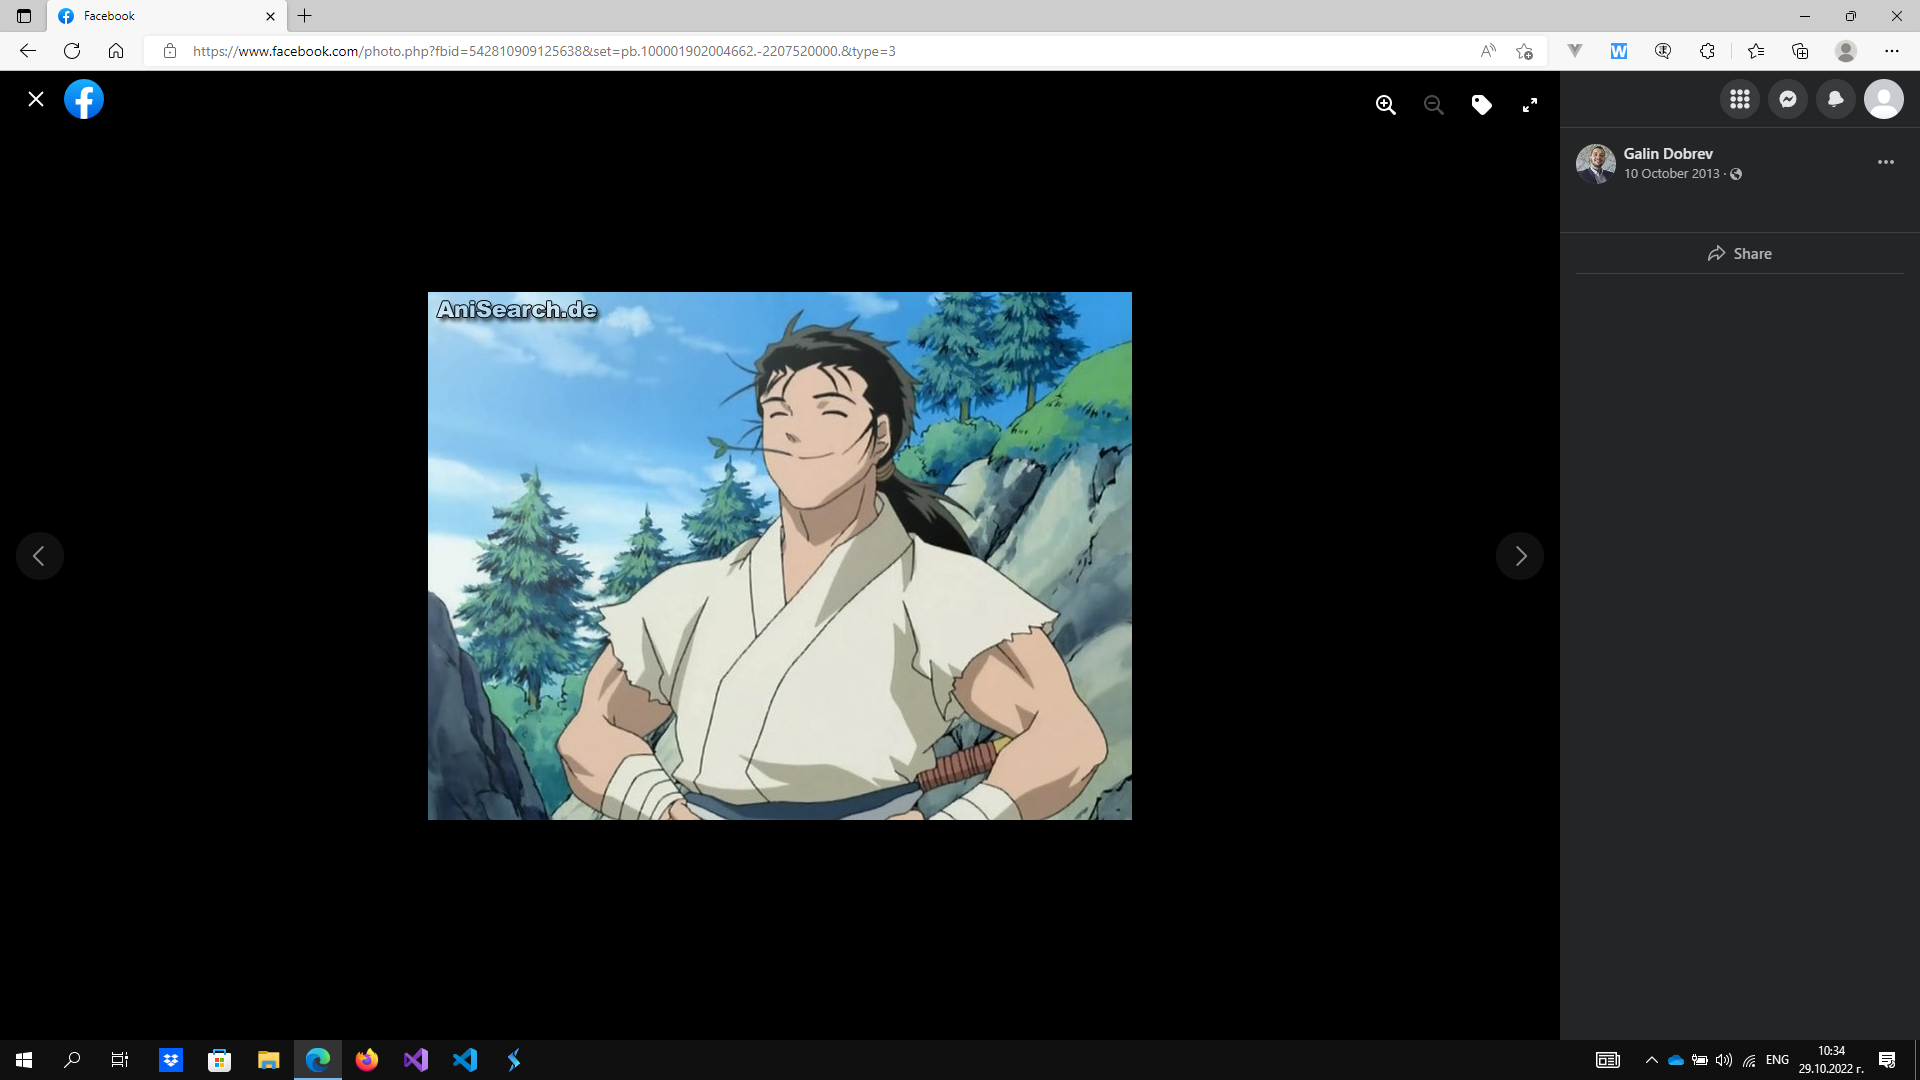 Facebook
https://www.facebook.com/photo.php?fbid=542810909125638&set=pb.100001902004662.-2207520000.&type=3
Galin Dobrev
10 October 2013 ·
Share
AniSearch.de
ENG
10:34
29.10.2022 г.